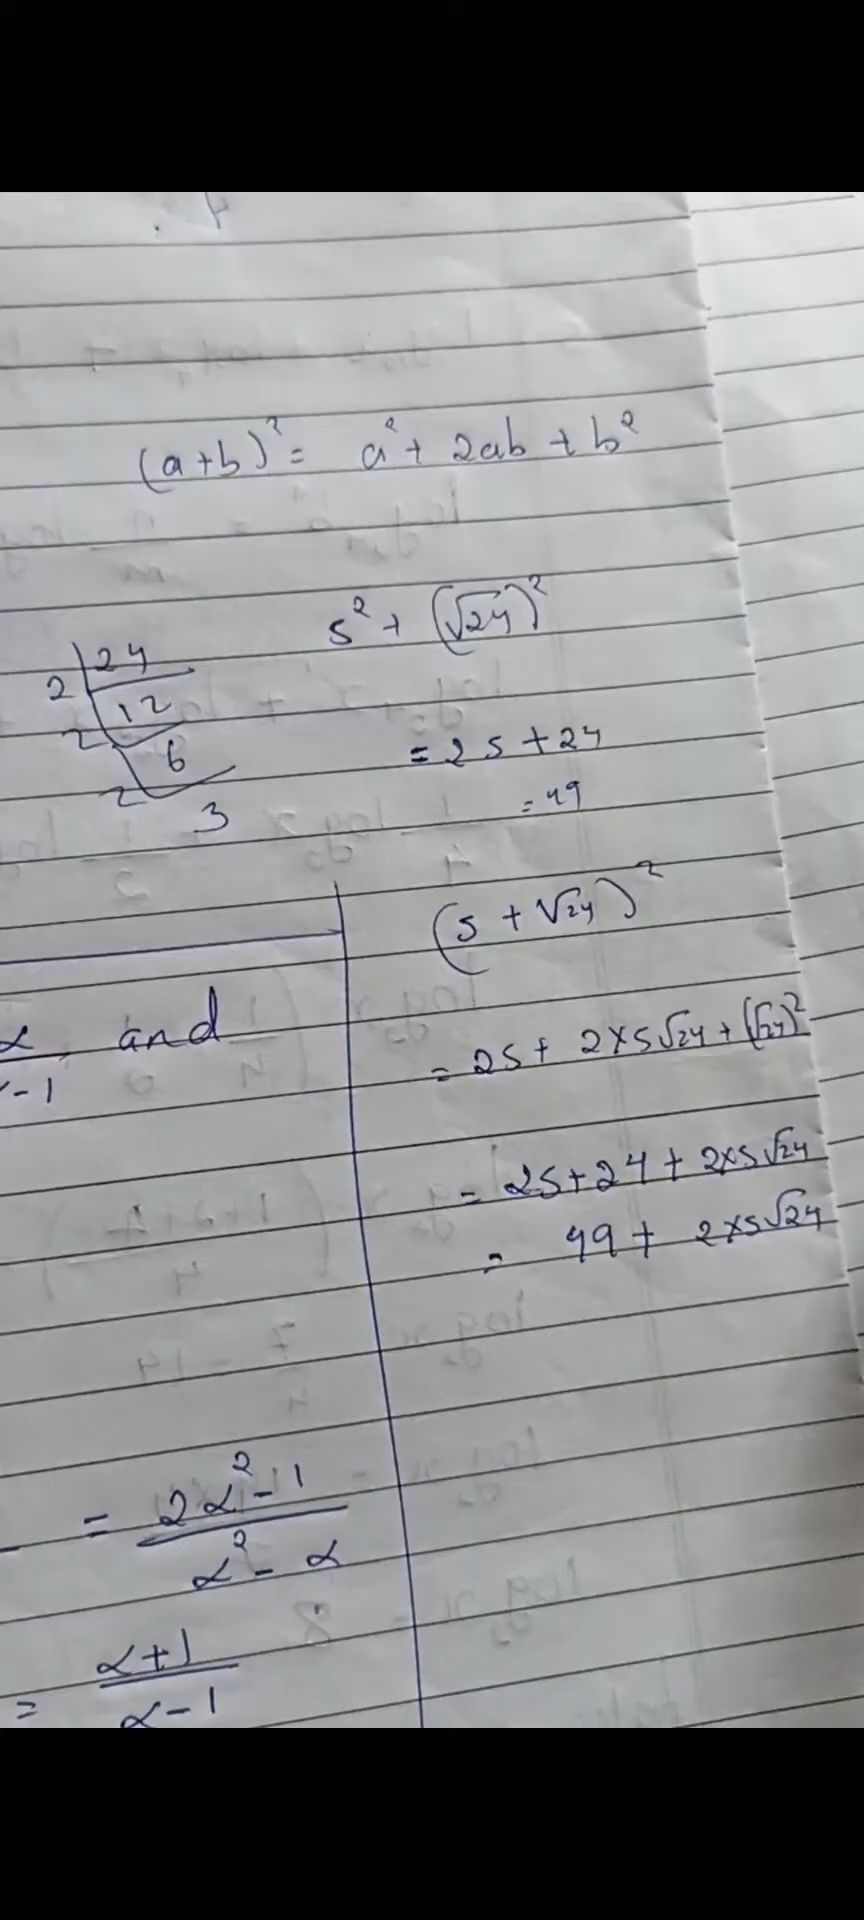 (a+b)² = a² + 2ab + b²
5² + (√24)²
2 | 24
2 | 12
2 | 6
3
= 25 + 24
= 49
(5 + √24)²
= 25 + 2×5√24 + (√24)²
and
-1
= 25+24 + 2×5√24
= 49 + 2×5√24
= 2α² - 1 / α² - α
= α+1 / α-1